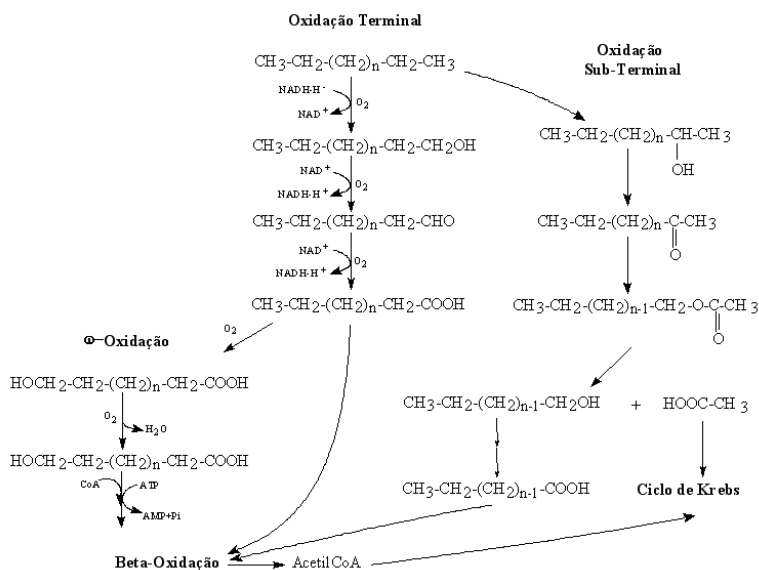 Oxidação Terminal
CH3-CH2-(CH2)n-CH2-CH3
Oxidação
Sub-Terminal
NADH-H-
O2
NAD+
CH3-CH2-(CH2)n-CH2-CH2OH
CH3-CH2-(CH2)n-CH-CH3
OH
NAD+
O2
NADH-H+
CH3-CH2-(CH2)n-CH2-CHO
CH3-CH2-(CH2)n-C-CH3
O
NAD+
O2
NADH-H+
CH3-CH2-(CH2)n-CH2-COOH
CH3-CH2-(CH2)n-1-CH2-O-C-CH3
O
O2
ω-Oxidação
HOCH2-CH2-(CH2)n-CH2-COOH
CH3-CH2-(CH2)n-1-CH2OH + HOOC-CH3
O2
H2O
HOCH2-CH2-(CH2)n-CH2-COOH
CoA
ATP
AMP+Pi
CH3-CH2-(CH2)n-1-COOH
Ciclo de Krebs
Beta-Oxidação
Acetil CoA